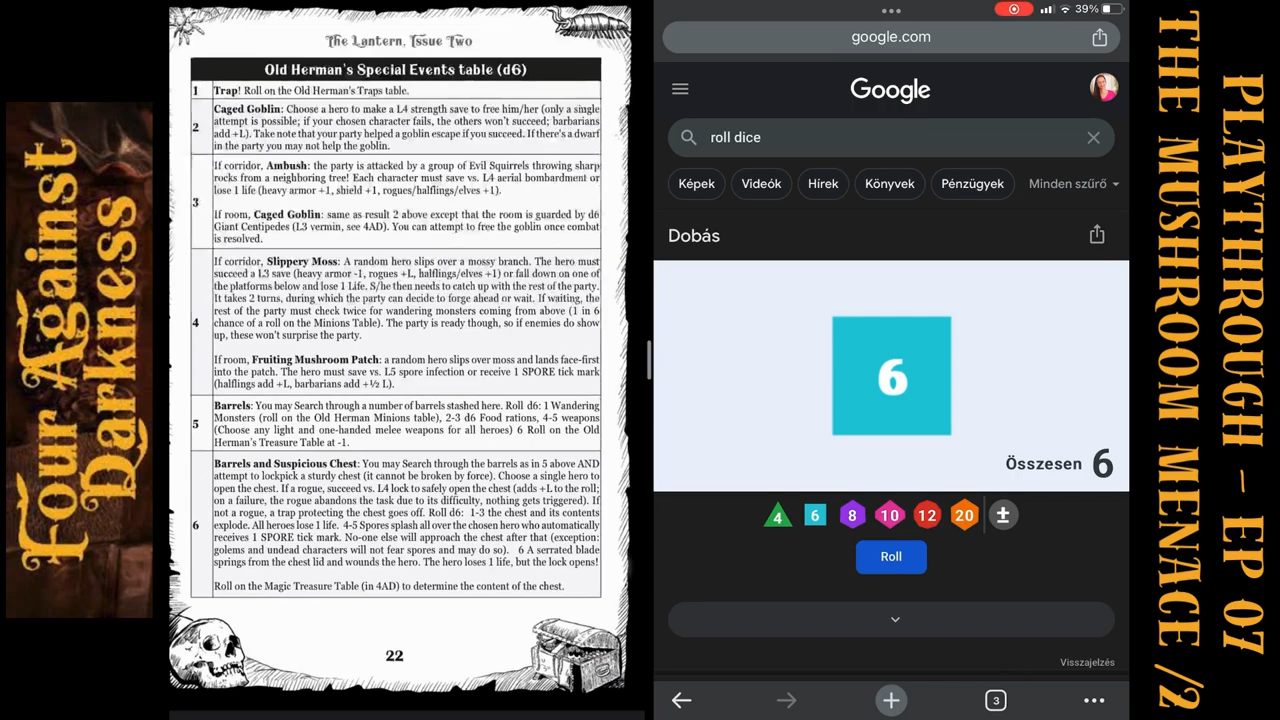 Four Against
Darkness
The Lantern, Issue Two
Old Herman's Special Events table (d6)
1 Trap! Roll on the Old Herman's Traps table.
2 Caged Goblin: Choose a hero to make a L4 strength save to free him/her (only a single
attempt is possible; if your chosen character fails, the others won't succeed; barbarians
add +L). Take note that your party helped a goblin escape if you succeed. If there's a dwarf
in the party you may not help the goblin.
3 If corridor, Ambush: the party is attacked by a group of Evil Squirrels throwing sharp
rocks from a neighboring tree! Each character must save vs. L4 aerial bombardment or
lose 1 life (heavy armor +1, shield +1, rogues/halflings/elves +1).
If room, Caged Goblin: same as result 2 above except that the room is guarded by d6
Giant Centipedes (L3 vermin, see 4AD). You can attempt to free the goblin once combat
is resolved.
4 If corridor, Slippery Moss: A random hero slips over a mossy branch. The hero must
succeed a L3 save (heavy armor -1, rogues +L, halflings/elves +1) or fall down on one of
the platforms below and lose 1 Life. S/he then needs to catch up with the rest of the party.
It takes 2 turns, during which the party can decide to forge ahead or wait. If waiting, the
rest of the party must check twice for wandering monsters coming from above (1 in 6
chance of a roll on the Minions Table). The party is ready though, so if enemies do show
up, these won't surprise the party.
If room, Fruiting Mushroom Patch: a random hero slips over moss and lands face-first
into the patch. The hero must save vs. L5 spore infection or receive 1 SPORE tick mark
(halflings add +L, barbarians add +½ L).
5 Barrels: You may Search through a number of barrels stashed here. Roll d6: 1 Wandering
Monsters (roll on the Old Herman Minions table), 2-3 d6 Food rations, 4-5 weapons
(Choose any light and one-handed melee weapons for all heroes) 6 Roll on the Old
Herman's Treasure Table at -1.
6 Barrels and Suspicious Chest: You may Search through the barrels as in 5 above AND
attempt to lockpick a sturdy chest (it cannot be broken by force). Choose a single hero to
open the chest. If a rogue, succeed vs. L4 lock to safely open the chest (adds +L to the roll;
on a failure, the rogue abandons the task due to its difficulty, nothing gets triggered). If
not a rogue, a trap protecting the chest goes off. Roll d6: 1-3 the chest and its contents
explode. All heroes lose 1 life. 4-5 Spores splash all over the chosen hero who automatically
receives 1 SPORE tick mark. No-one else will approach the chest after that (exception:
golems and undead characters will not fear spores and may do so). 6 A serrated blade
springs from the chest lid and wounds the hero. The hero loses 1 life, but the lock opens!
Roll on the Magic Treasure Table (in 4AD) to determine the content of the chest.
22
39%
google.com
Google
roll dice
Képek Videók Hírek Könyvek Pénzügyek Minden szűrő
Dobás
6
Összesen 6
4 6 8 10 12 20 ±
Roll
Visszajelzés
3
PLAYTHROUGH – EP 07
THE MUSHROOM MENACE /2